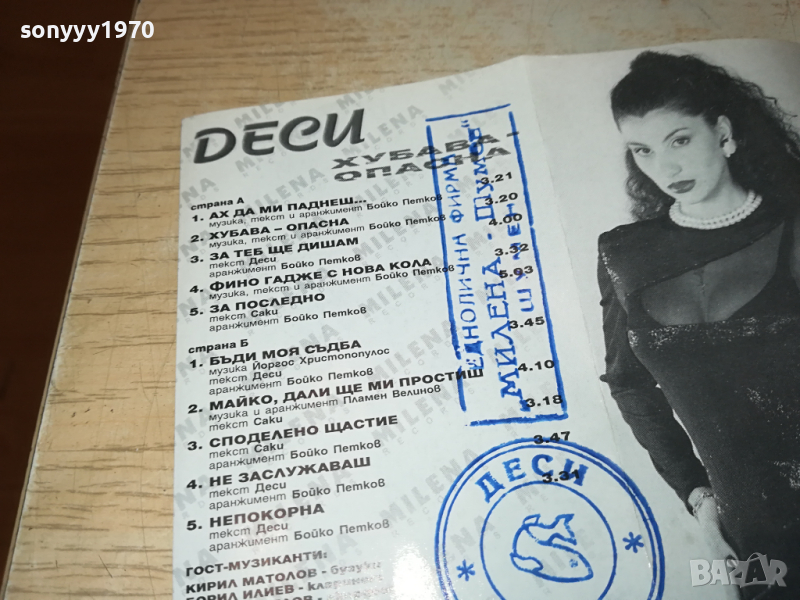 sonyyy1970
ДЕСИ
ХУБАВА -
ОПАСНА
страна А
1. АХ ДА МИ ПАДНЕШ... 3.21
музика, текст и аранжимент Бойко Петков
2. ХУБАВА – ОПАСНА 3.20
музика, текст и аранжимент Бойко Петков
3. ЗА ТЕБ ЩЕ ДИШАМ 4.00
текст Деси
аранжимент Бойко Петков
4. ФИНО ГАДЖЕ С НОВА КОЛА 3.32
музика, текст и аранжимент Бойко Петков
5. ЗА ПОСЛЕДНО 5.03
текст Саки
аранжимент Бойко Петков
страна Б
1. БЪДИ МОЯ СЪДБА 3.45
музика Йоргос Христопопулос
текст Деси
аранжимент Бойко Петков
2. МАЙКО, ДАЛИ ЩЕ МИ ПРОСТИШ 4.10
музика и аранжимент Пламен Велинов
текст Саки
3. СПОДЕЛЕНО ЩАСТИЕ 3.18
текст Саки
аранжимент Бойко Петков
4. НЕ ЗАСЛУЖАВАШ 3.47
текст Деси
аранжимент Бойко Петков
5. НЕПОКОРНА 3.31
текст Деси
аранжимент Бойко Петков
ГОСТ-МУЗИКАНТИ:
КИРИЛ МАТОЛОВ - бузуки
БОРИЛ ИЛИЕВ - кларинет
ЕДНОЛИЧНА ФИРМА
"МИЛЕНА
ДЕСИ
MILENA
БАЗАР